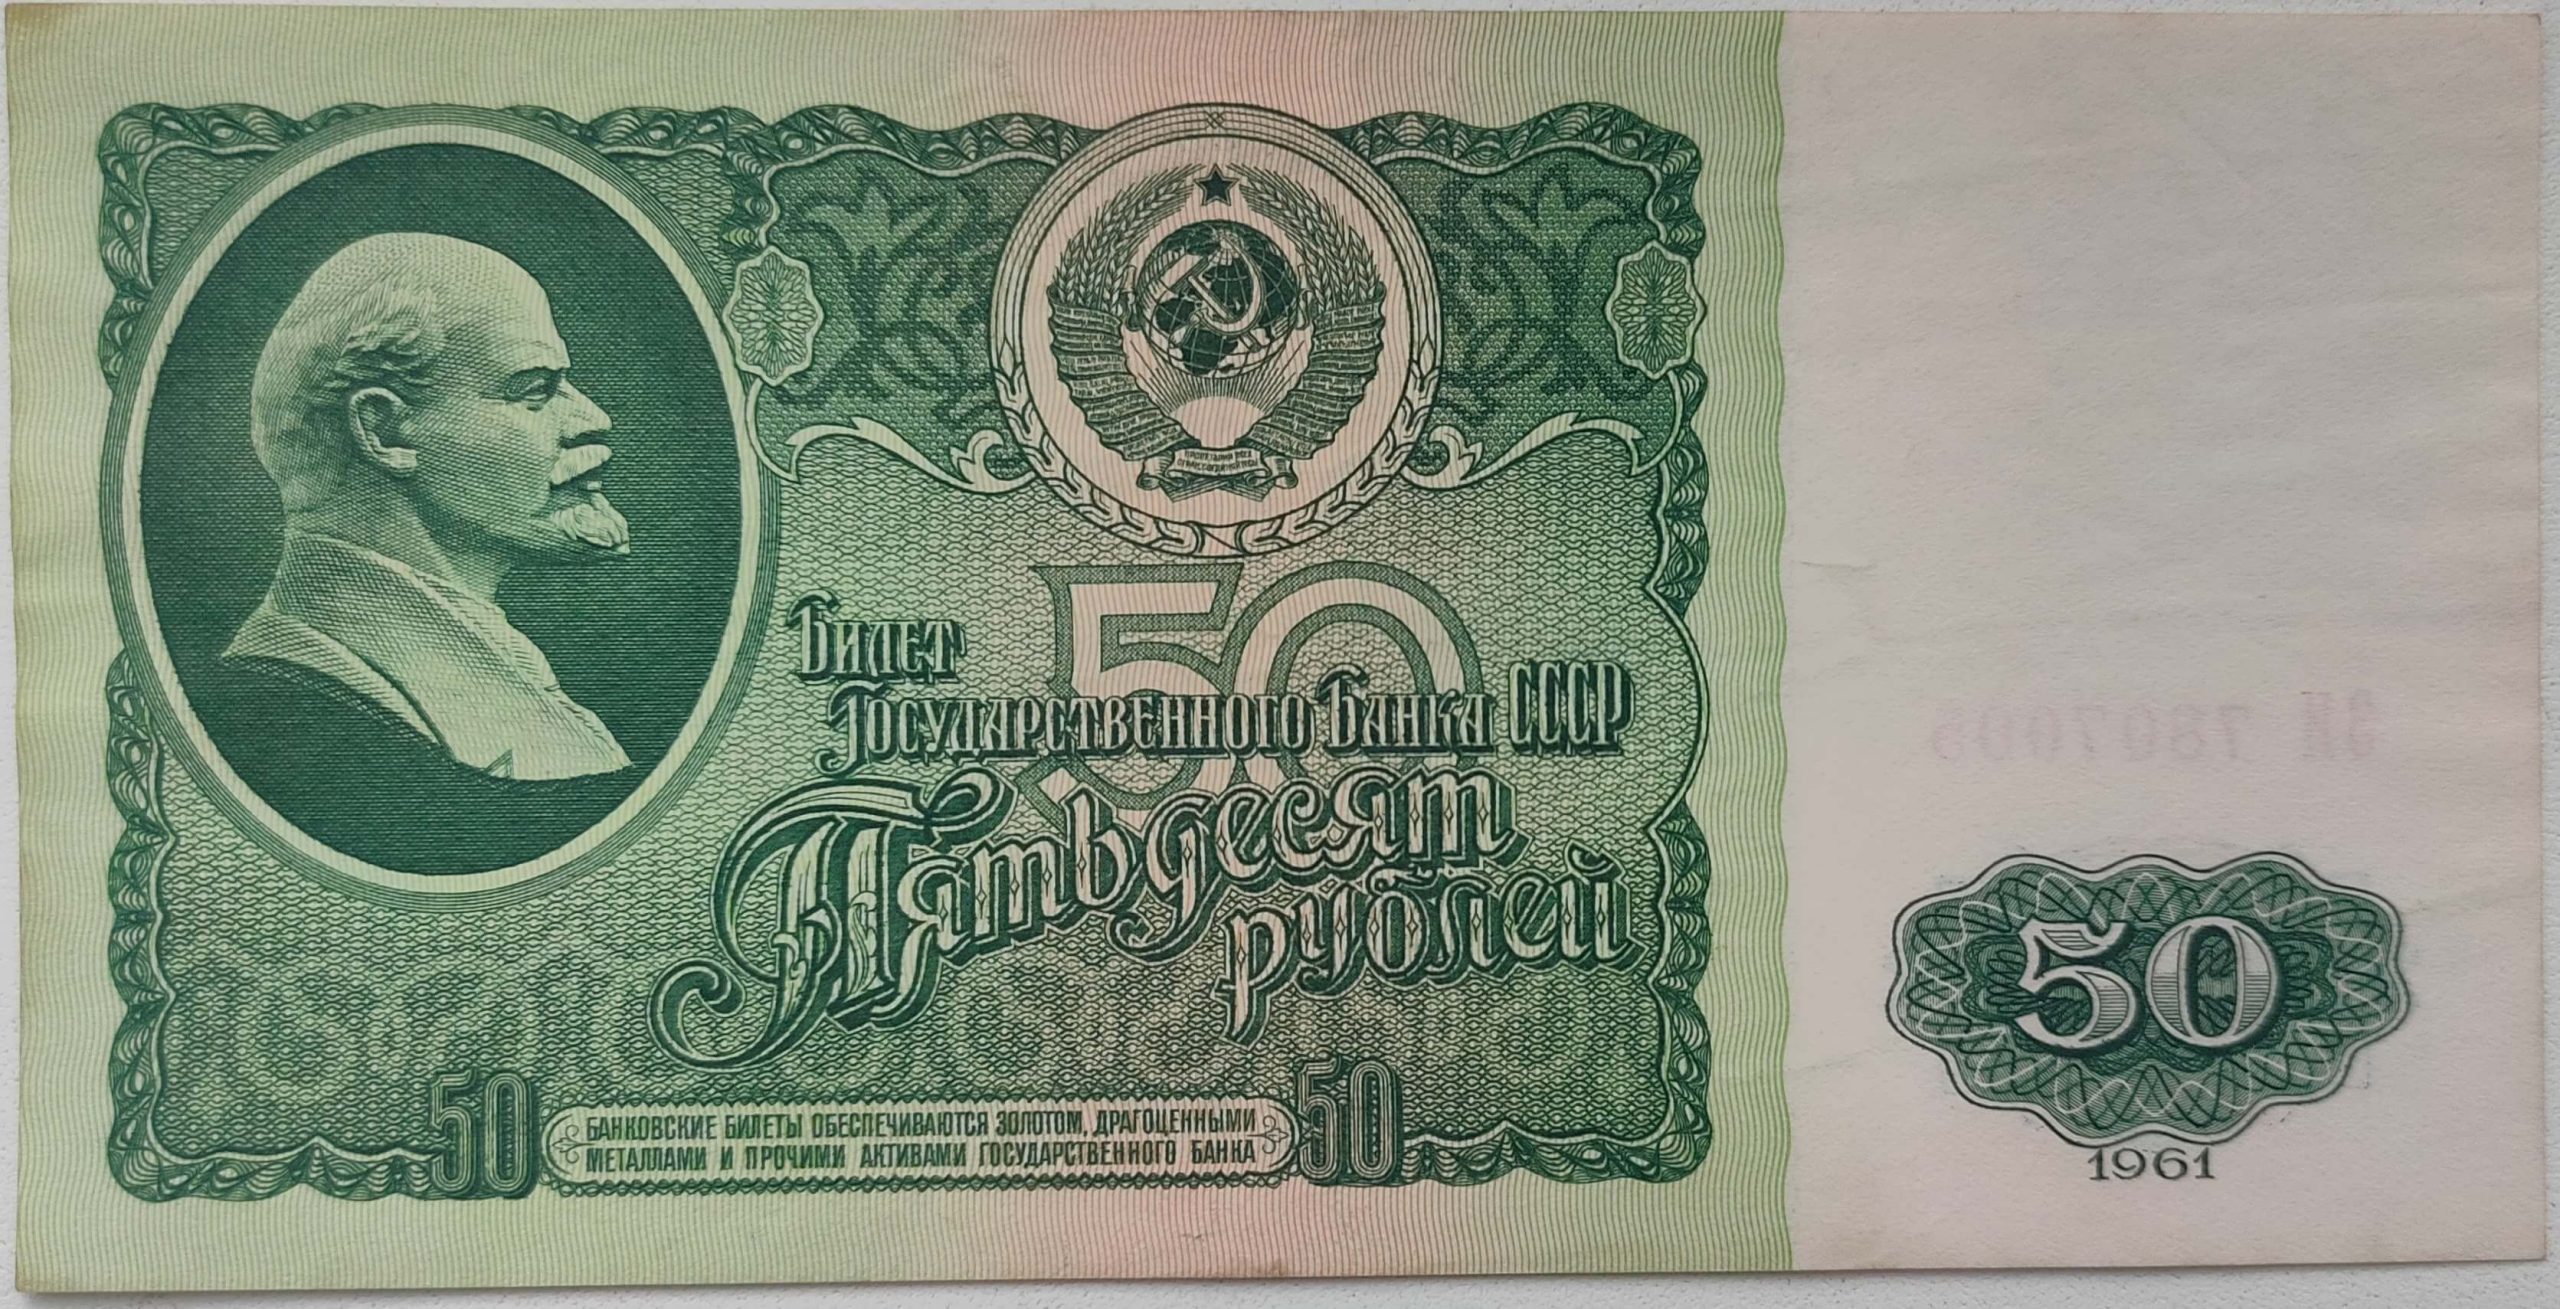 Билет
Государственного Банка СССР
50
Пятьдесят
рублей
50
БАНКОВСКИЕ БИЛЕТЫ ОБЕСПЕЧИВАЮТСЯ ЗОЛОТОМ, ДРАГОЦЕННЫМИ
МЕТАЛЛАМИ И ПРОЧИМИ АКТИВАМИ ГОСУДАРСТВЕННОГО БАНКА
50
50
1961